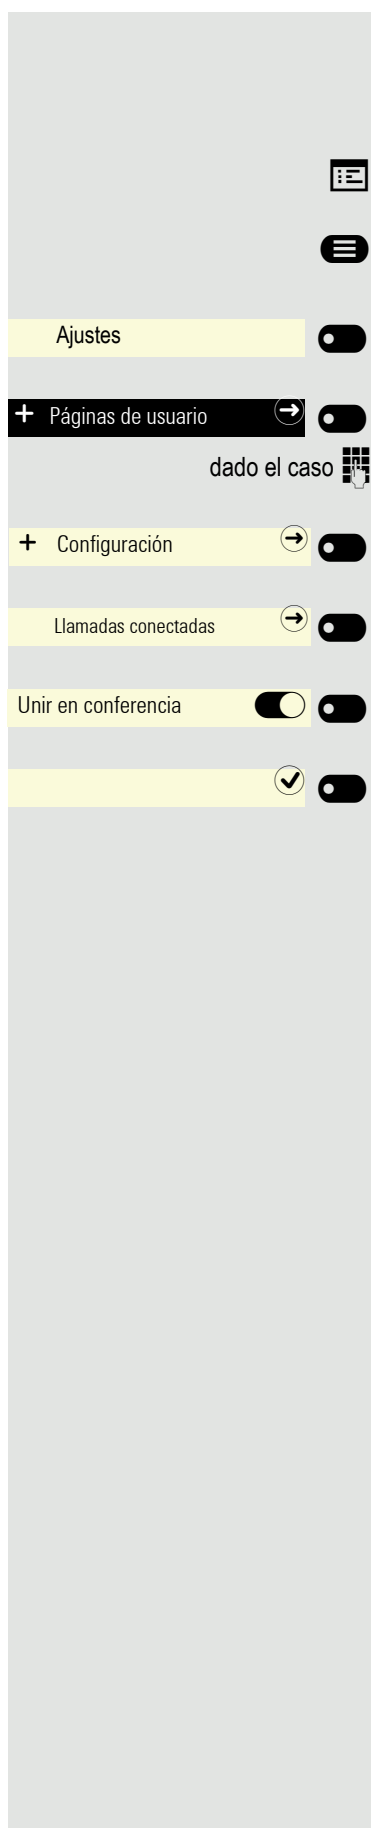 Ajustes
+ Páginas de usuario
dado el caso
+ Configuración
Llamadas conectadas
Unir en conferencia